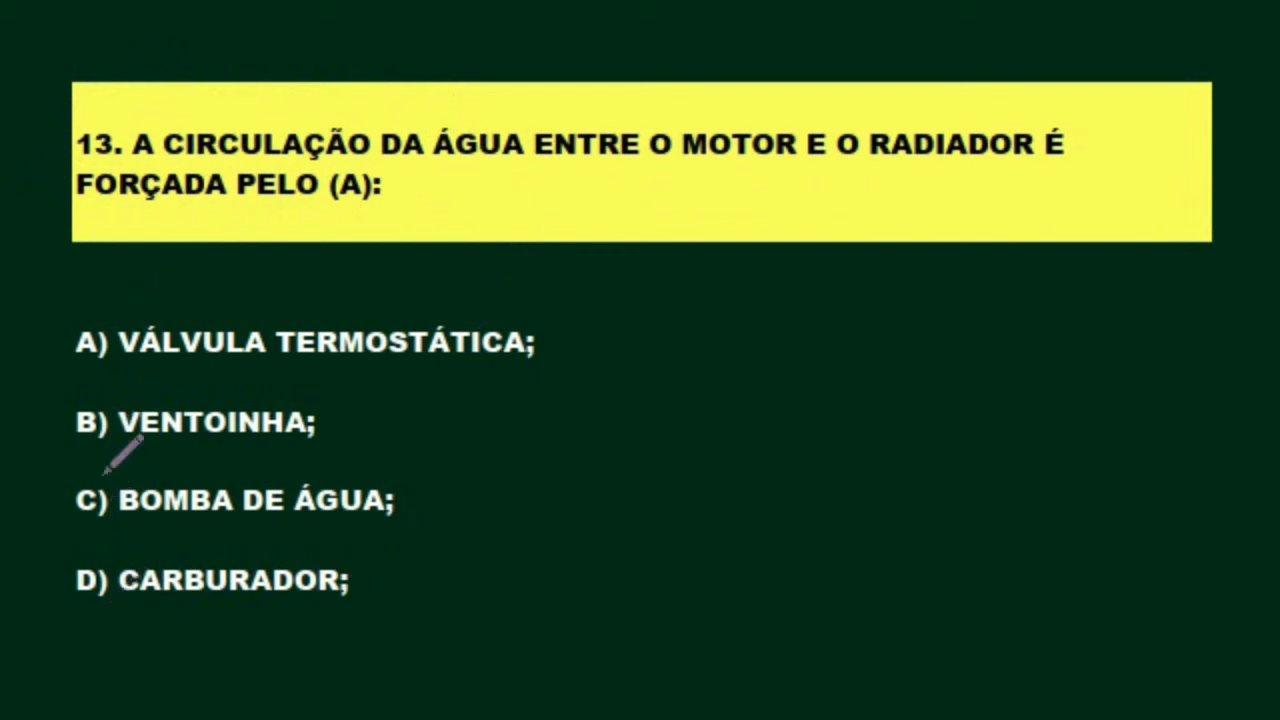 13. A CIRCULAÇÃO DA ÁGUA ENTRE O MOTOR E O RADIADOR É
FORÇADA PELO (A):
A) VÁLVULA TERMOSTÁTICA;
B) VENTOINHA;
C) BOMBA DE ÁGUA;
D) CARBURADOR;